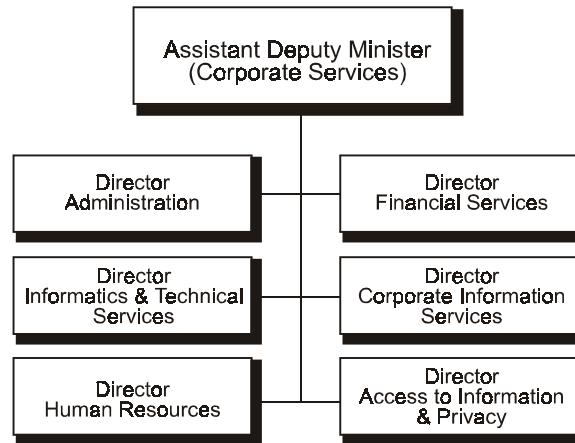 Assistant Deputy Minister
(Corporate Services)
Director
Administration
Director
Financial Services
Director
Informatics & Technical
Services
Director
Corporate Information
Services
Director
Human Resources
Director
Access to Information
& Privacy